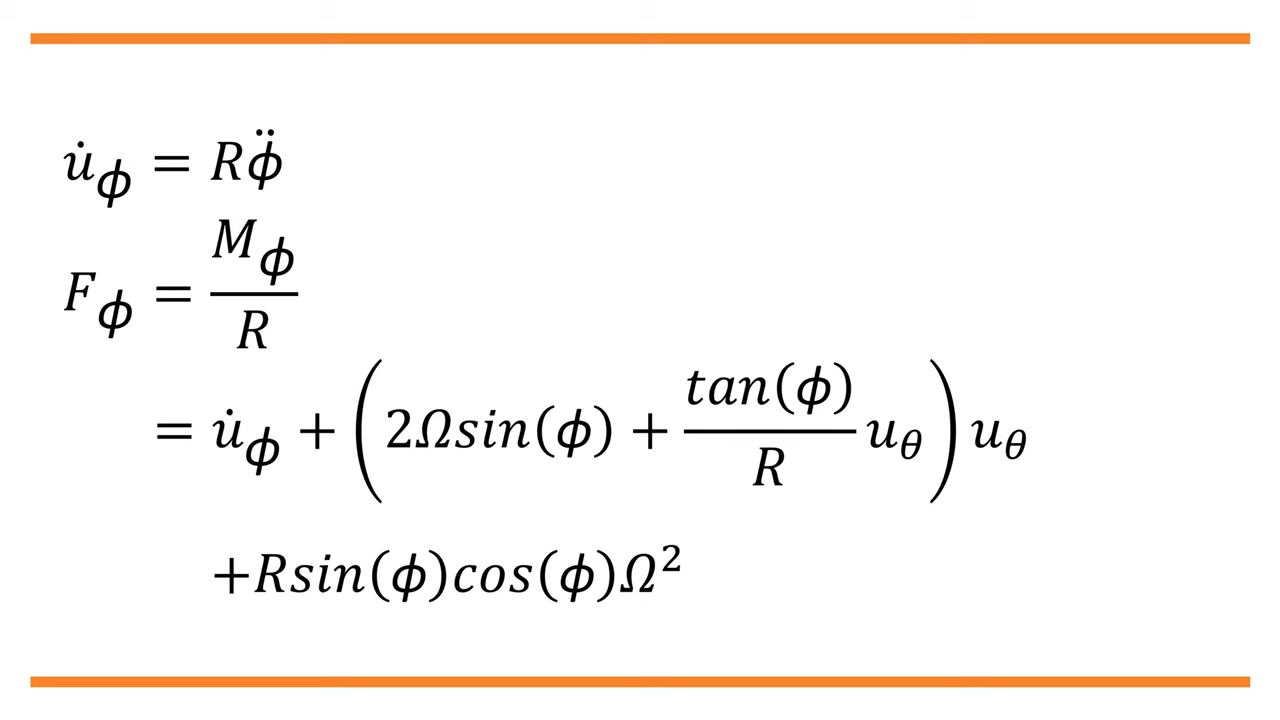 u̇_ϕ = Rϕ̈
F_ϕ = M_ϕ / R
= u̇_ϕ + (2Ωsin(ϕ) + tan(ϕ)/R u_θ) u_θ
+Rsin(ϕ)cos(ϕ)Ω²